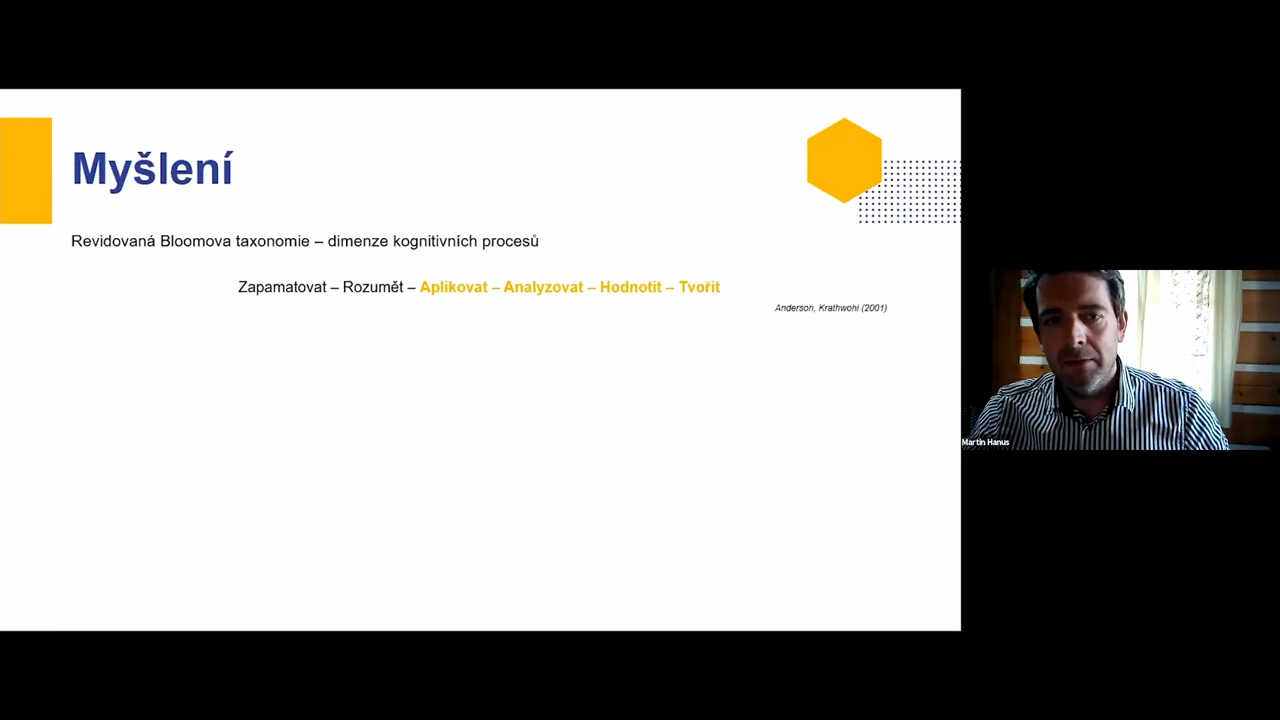 Myšlení
Revidovaná Bloomova taxonomie – dimenze kognitivních procesů
Zapamatovat – Rozumět – Aplikovat – Analyzovat – Hodnotit – Tvořit
Anderson, Krathwohl (2001)
Martin Hanus